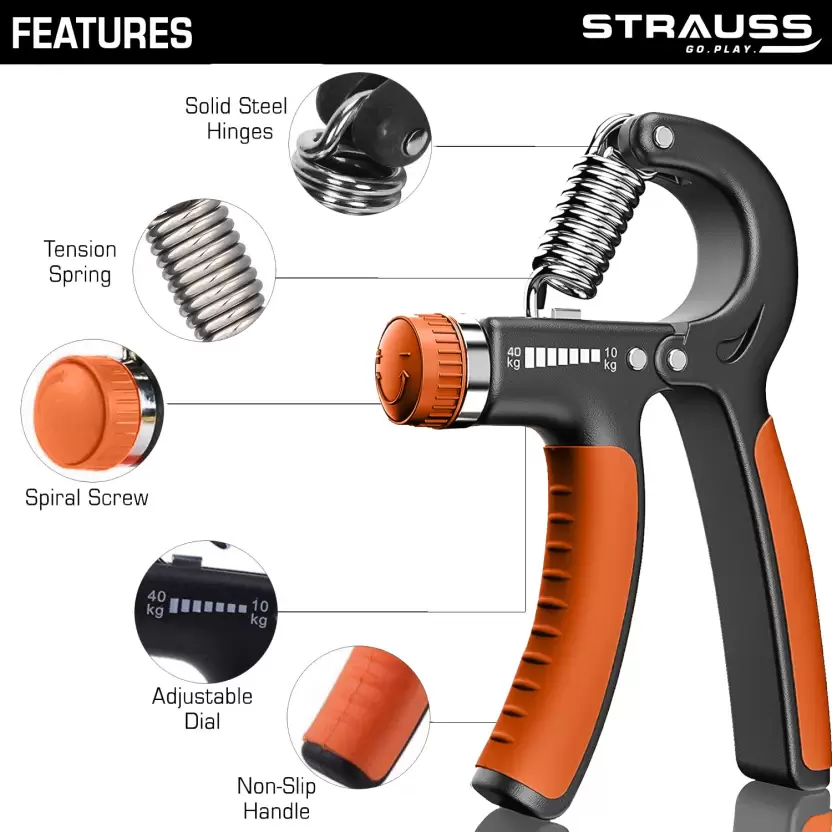 FEATURES
STRAUSS
GO.PLAY.
Solid Steel
Hinges
Tension
Spring
40
kg
10
kg
Spiral Screw
40
kg
10
kg
Adjustable
Dial
Non-Slip
Handle